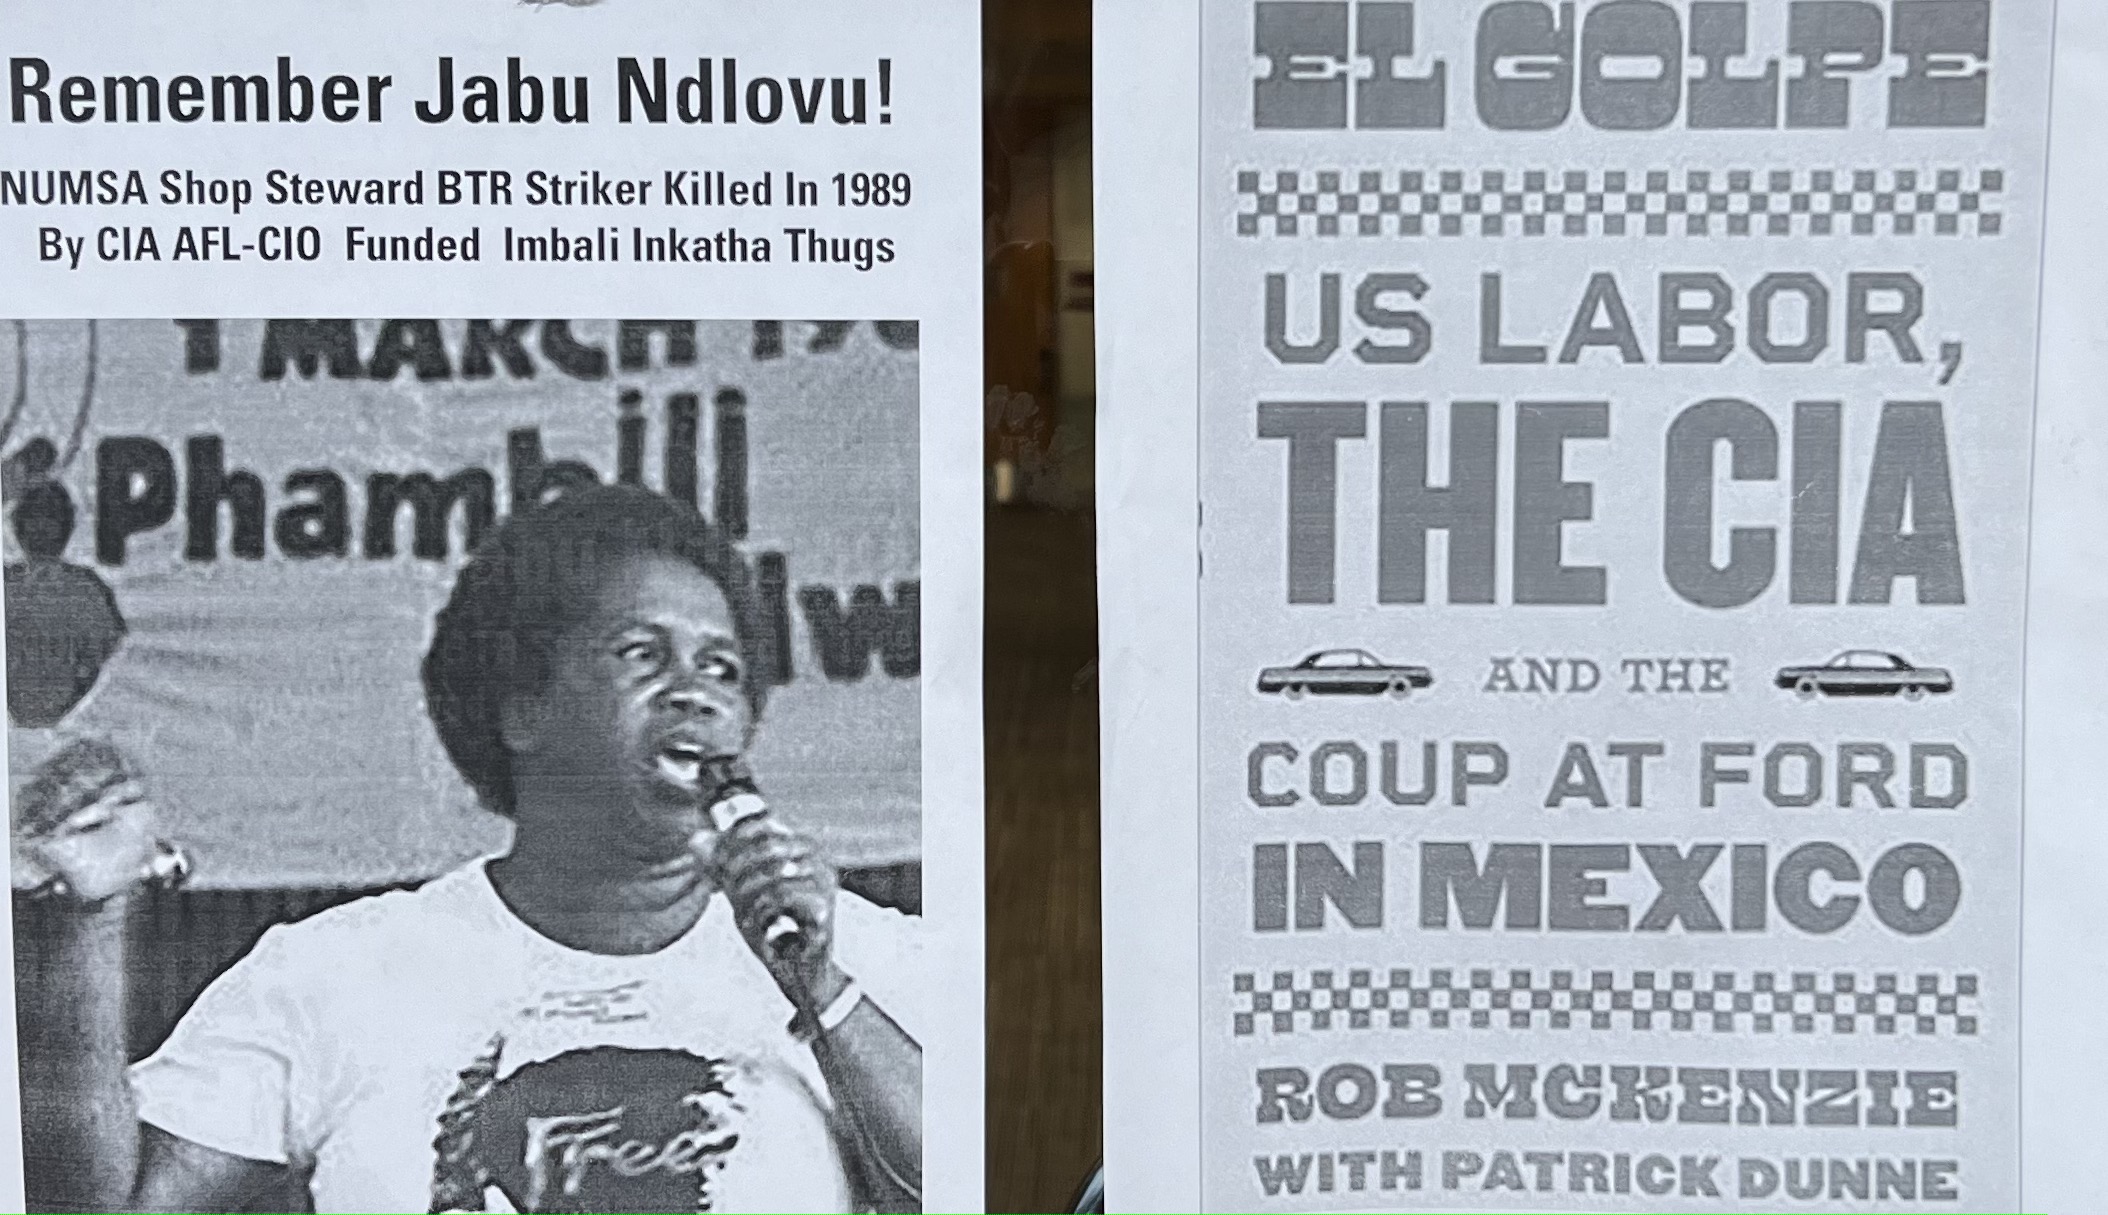 Remember Jabu Ndlovu!
NUMSA Shop Steward BTR Striker Killed In 1989
By CIA AFL-CIO Funded Imbali Inkatha Thugs
MARCH
Phambili
EL GOLPE
US LABOR,
THE CIA
AND THE
COUP AT FORD
IN MEXICO
ROB MCKENZIE
WITH PATRICK DUNNE